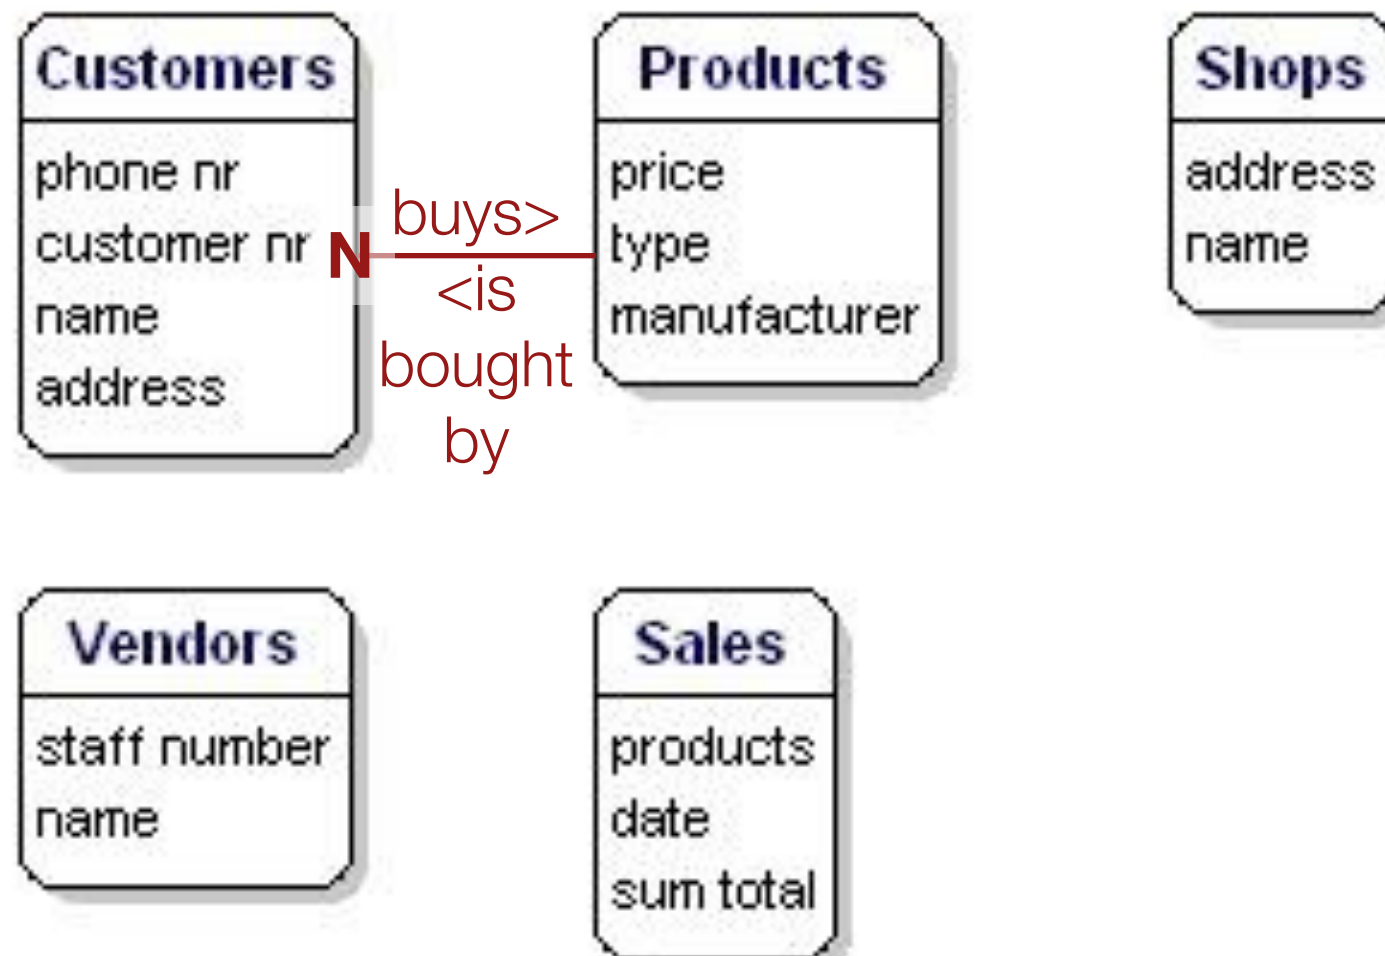 Customers
phone nr
customer nr
name
address
N
buys>
<is
bought
by
Products
price
type
manufacturer
Shops
address
name
Vendors
staff number
name
Sales
products
date
sum total